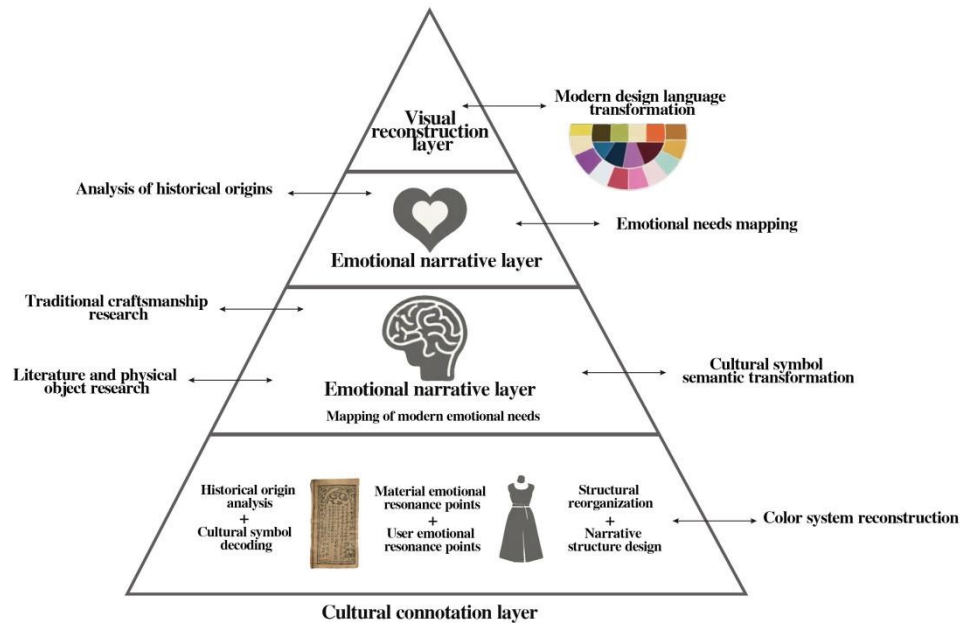 Modern design language
transformation
Visual
reconstruction
layer
Analysis of historical origins
Emotional needs mapping
Emotional narrative layer
Traditional craftsmanship
research
Literature and physical
object research
Cultural symbol
semantic transformation
Emotional narrative layer
Mapping of modern emotional needs
Historical origin
analysis
+
Cultural symbol
decoding
Material emotional
resonance points
+
User emotional
resonance points
Structural
reorganization
+
Narrative
structure design
Color system reconstruction
Cultural connotation layer